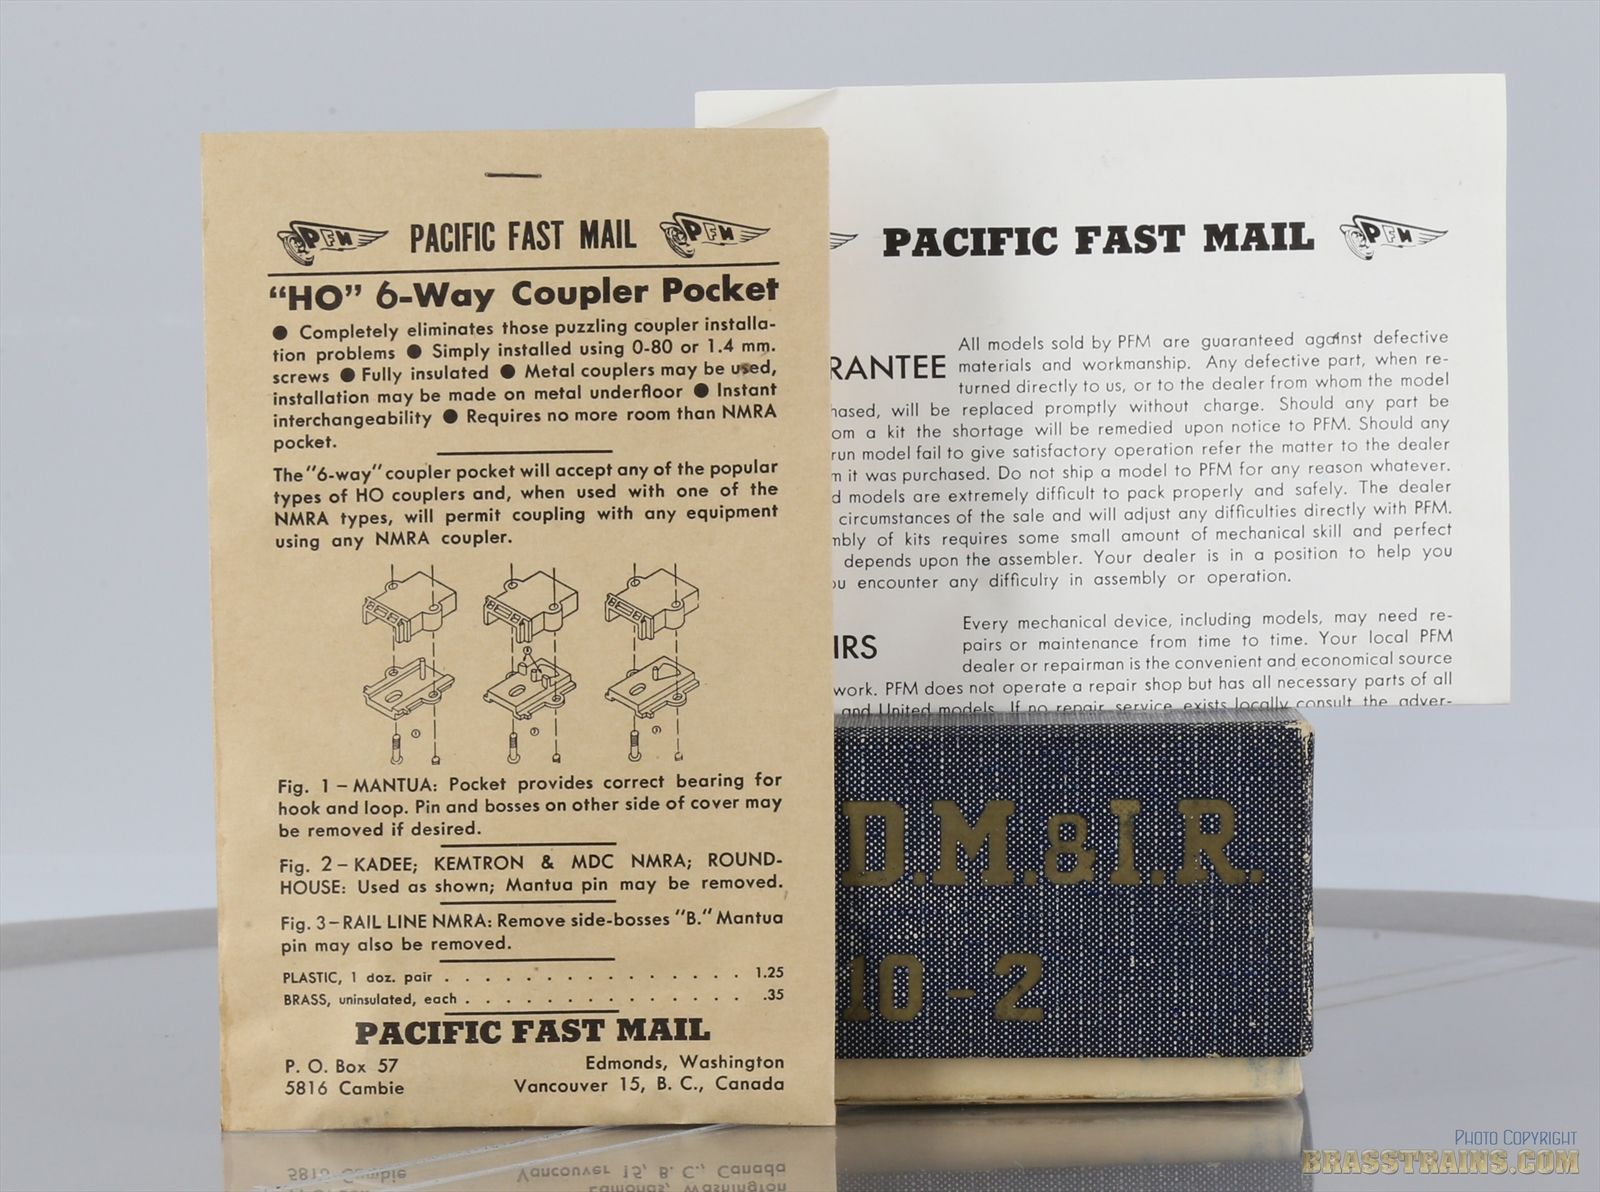 PFM PACIFIC FAST MAIL PFM
"HO" 6-Way Coupler Pocket
● Completely eliminates those puzzling coupler installa-
tion problems ● Simply installed using 0-80 or 1.4 mm.
screws ● Fully insulated ● Metal couplers may be used,
installation may be made on metal underfloor ● Instant
interchangeability ● Requires no more room than NMRA
pocket.
The "6-way" coupler pocket will accept any of the popular
types of HO couplers and, when used with one of the
NMRA types, will permit coupling with any equipment
using any NMRA coupler.
1 2 3
Fig. 1 – MANTUA: Pocket provides correct bearing for
hook and loop. Pin and bosses on other side of cover may
be removed if desired.
Fig. 2 – KADEE; KEMTRON & MDC NMRA; ROUND-
HOUSE: Used as shown; Mantua pin may be removed.
Fig. 3 – RAIL LINE NMRA: Remove side-bosses "B." Mantua
pin may also be removed.
PLASTIC, 1 doz. pair . . . . . . . . . . . . . . . 1.25
BRASS, uninsulated, each . . . . . . . . . . . . . . .35
PACIFIC FAST MAIL
P. O. Box 57 Edmonds, Washington
5816 Cambie Vancouver 15, B. C., Canada
PACIFIC FAST MAIL PFM
All models sold by PFM are guaranteed against defective
RANTEE materials and workmanship. Any defective part, when re-
turned directly to us, or to the dealer from whom the model
hased, will be replaced promptly without charge. Should any part be
om a kit the shortage will be remedied upon notice to PFM. Should any
run model fail to give satisfactory operation refer the matter to the dealer
m it was purchased. Do not ship a model to PFM for any reason whatever.
d models are extremely difficult to pack properly and safely. The dealer
circumstances of the sale and will adjust any difficulties directly with PFM.
mbly of kits requires some small amount of mechanical skill and perfect
depends upon the assembler. Your dealer is in a position to help you
ou encounter any difficulty in assembly or operation.
Every mechanical device, including models, may need re-
IRS pairs or maintenance from time to time. Your local PFM
dealer or repairman is the convenient and economical source
work. PFM does not operate a repair shop but has all necessary parts of all
and United models. If no repair service exists locally consult the adver-
D.M.&I.R.
10-2
PHOTO COPYRIGHT
BRASSTRAINS.COM